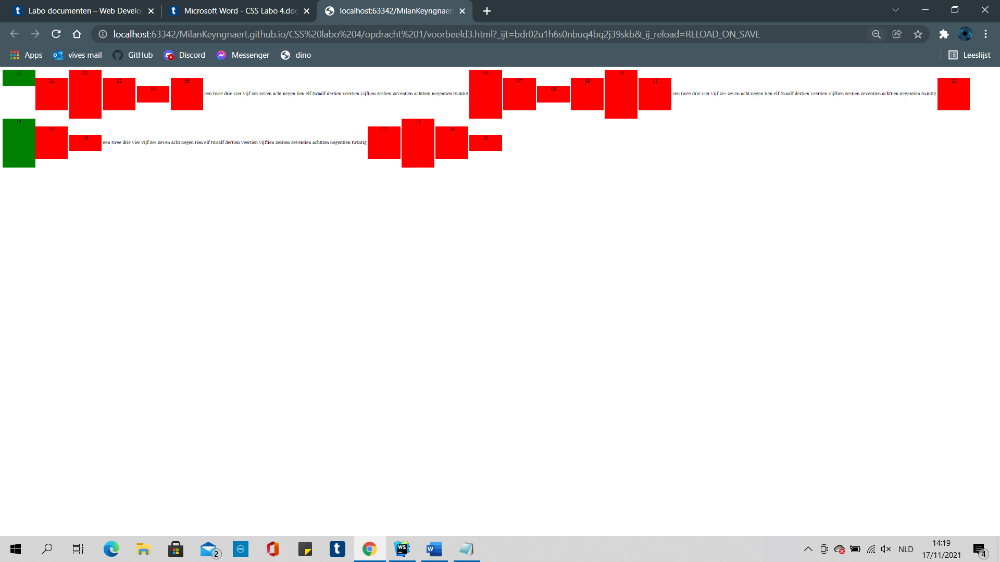 Labo documenten – Web Develo
Microsoft Word - CSS Labo 4.doc
localhost:63342/MilanKeyngnaer
localhost:63342/MilanKeyngnaert.github.io/CSS%20labo%204/opdracht%201/voorbeeld3.html?_ijt=bdr02u1h6s0nbuq4bq2j39skb&_ij_reload=RELOAD_ON_SAVE
Apps vives mail GitHub Discord Messenger dino Leeslijst
12 01 02 03 04 05 een twee drie vier vijf zes zeven acht negen tien elf twaalf dertien veertien vijftien zestien zeventien achttien negentien twintig 06 07 08 09 10 11 een twee drie vier vijf zes zeven acht negen tien elf twaalf dertien veertien vijftien zestien zeventien achttien negentien twintig 13
14 15 16 een twee drie vier vijf zes zeven acht negen tien elf twaalf dertien veertien vijftien zestien zeventien achttien negentien twintig 17 18 19 20
2
DELL
WS
W
NLD
14:19
17/11/2021
4